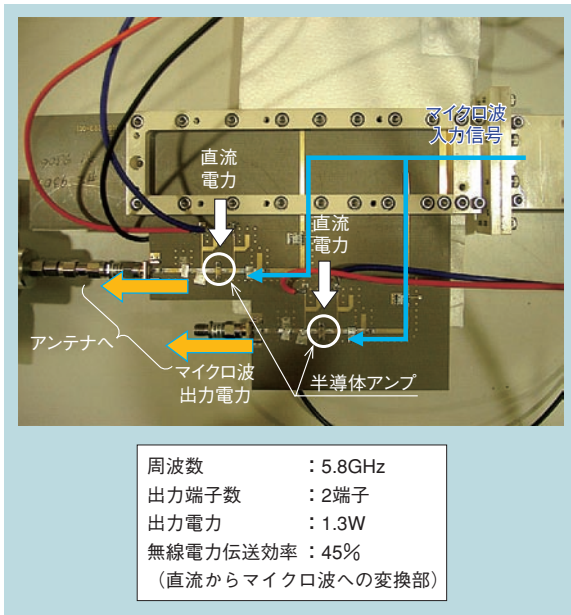 マイクロ波
入力信号
直流
電力
直流
電力
アンテナへ
マイクロ波
出力電力
半導体アンプ
周波数 : 5.8GHz
出力端子数 : 2端子
出力電力 : 1.3W
無線電力伝送効率 : 45%
(直流からマイクロ波への変換部)